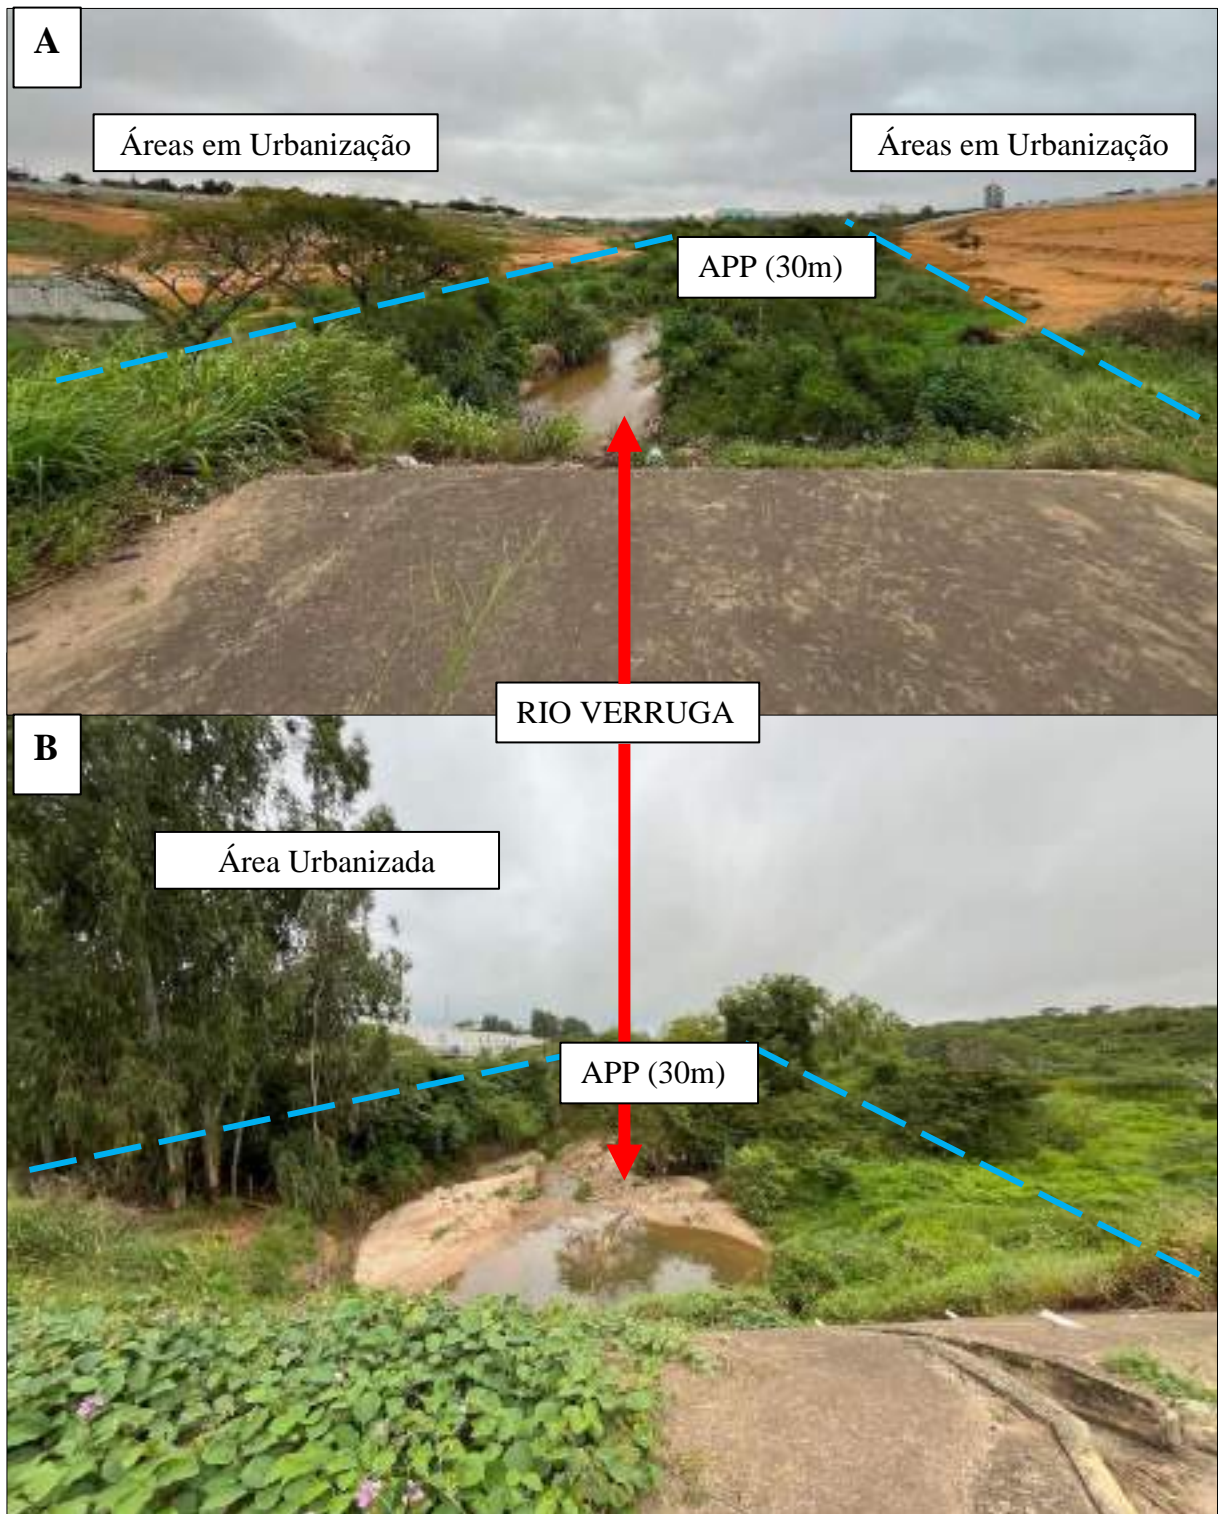 A
Áreas em Urbanização
Áreas em Urbanização
APP (30m)
RIO VERRUGA
B
Área Urbanizada
APP (30m)